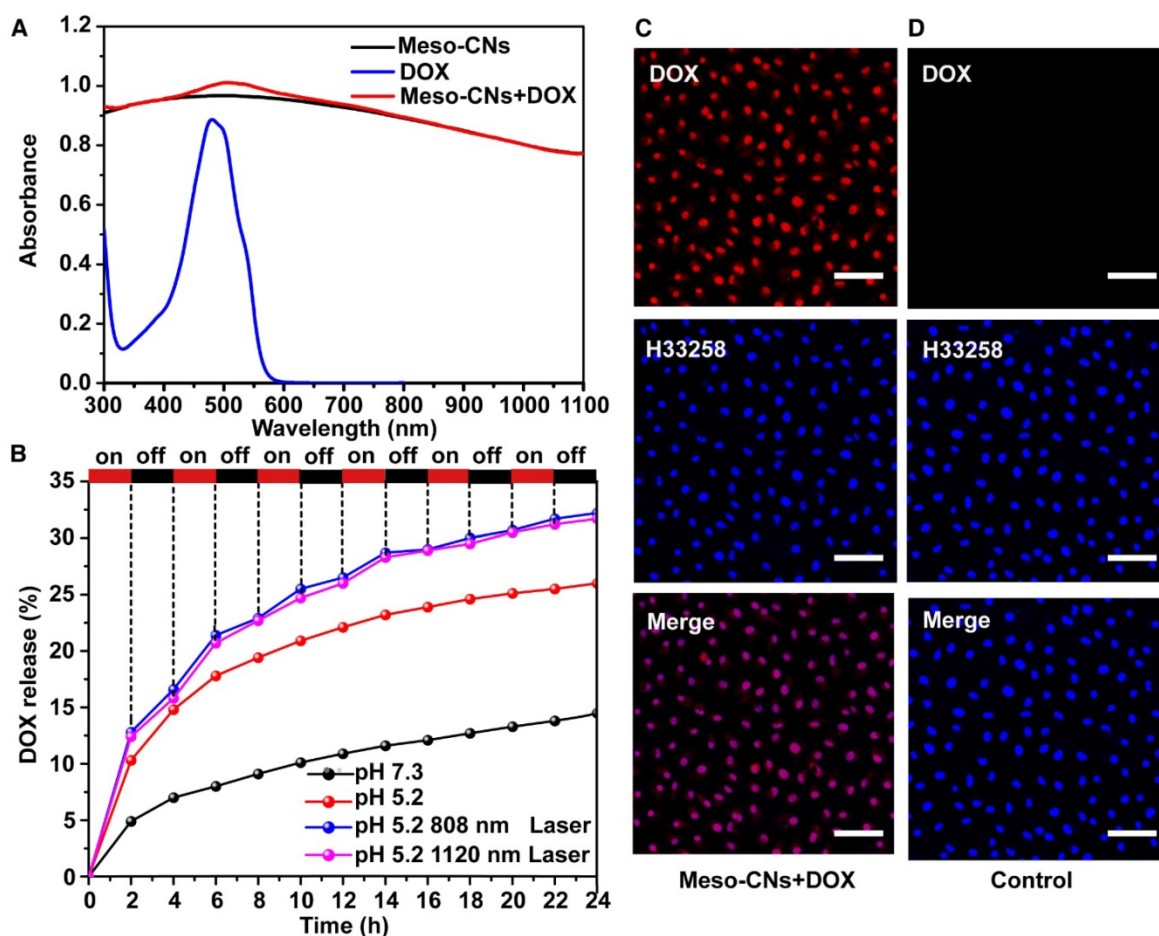 A
1.2
1.0
0.8
0.6
0.4
0.2
0.0
Absorbance
Meso-CNs
DOX
Meso-CNs+DOX
300 400 500 600 700 800 900 1000 1100
Wavelength (nm)
B
on off on off on off on off on off on off
35
30
25
20
15
10
5
0
DOX release (%)
pH 7.3
pH 5.2
pH 5.2 808 nm Laser
pH 5.2 1120 nm Laser
0 2 4 6 8 10 12 14 16 18 20 22 24
Time (h)
C
DOX
H33258
Merge
Meso-CNs+DOX
D
DOX
H33258
Merge
Control